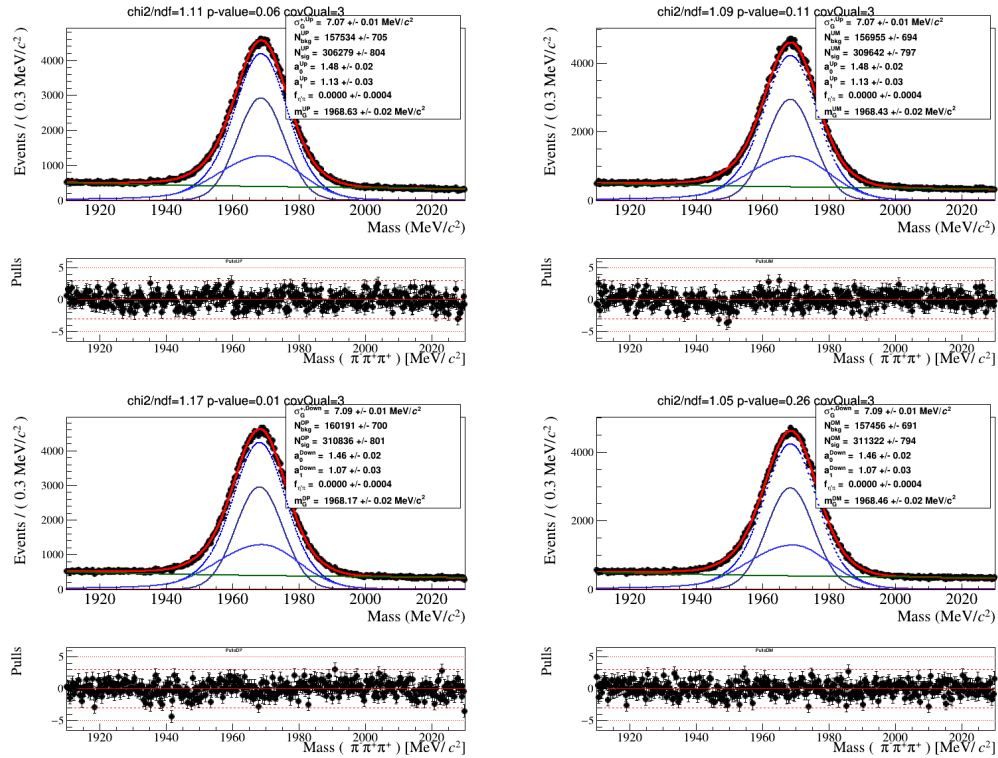 chi2/ndf=1.11 p-value=0.06 covQual=3
σ_G^{+,Up} = 7.07 +/- 0.01 MeV/c²
N_bkg^{UP} = 157534 +/- 705
N_sig^{UP} = 306279 +/- 804
a_0^{Up} = 1.48 +/- 0.02
a_1^{Up} = 1.13 +/- 0.03
f = 0.0000 +/- 0.0004
m_G^{UP} = 1968.63 +/- 0.02 MeV/c²
Events / ( 0.3 MeV/c² )
4000
2000
0
1920 1940 1960 1980 2000 2020
Mass (MeV/c²)
Pulls
PullsUP
5
0
−5
1920 1940 1960 1980 2000 2020
Mass ( π⁻π⁺π⁺ ) [MeV/c²]
chi2/ndf=1.09 p-value=0.11 covQual=3
σ_G^{+,Up} = 7.07 +/- 0.01 MeV/c²
N_bkg^{UM} = 156955 +/- 694
N_sig^{UM} = 309642 +/- 797
a_0^{Up} = 1.48 +/- 0.02
a_1^{Up} = 1.13 +/- 0.03
f = 0.0000 +/- 0.0004
m_G^{UM} = 1968.43 +/- 0.02 MeV/c²
Events / ( 0.3 MeV/c² )
4000
2000
0
1920 1940 1960 1980 2000 2020
Mass (MeV/c²)
Pulls
PullsUM
5
0
−5
1920 1940 1960 1980 2000 2020
Mass ( π⁻π⁺π⁺ ) [MeV/c²]
chi2/ndf=1.17 p-value=0.01 covQual=3
σ_G^{+,Down} = 7.09 +/- 0.01 MeV/c²
N_bkg^{DP} = 160191 +/- 700
N_sig^{DP} = 310836 +/- 801
a_0^{Down} = 1.46 +/- 0.02
a_1^{Down} = 1.07 +/- 0.03
f = 0.0000 +/- 0.0004
m_G^{DP} = 1968.17 +/- 0.02 MeV/c²
Events / ( 0.3 MeV/c² )
4000
3000
2000
1000
0
1920 1940 1960 1980 2000 2020
Mass (MeV/c²)
Pulls
PullsDP
5
0
−5
1920 1940 1960 1980 2000 2020
Mass ( π⁻π⁺π⁺ ) [MeV/c²]
chi2/ndf=1.05 p-value=0.26 covQual=3
σ_G^{+,Down} = 7.09 +/- 0.01 MeV/c²
N_bkg^{DM} = 157456 +/- 691
N_sig^{DM} = 311322 +/- 794
a_0^{Down} = 1.46 +/- 0.02
a_1^{Down} = 1.07 +/- 0.03
f = 0.0000 +/- 0.0004
m_G^{DM} = 1968.46 +/- 0.02 MeV/c²
Events / ( 0.3 MeV/c² )
4000
2000
0
1920 1940 1960 1980 2000 2020
Mass (MeV/c²)
Pulls
PullsDM
5
0
−5
1920 1940 1960 1980 2000 2020
Mass ( π⁻π⁺π⁺ ) [MeV/c²]